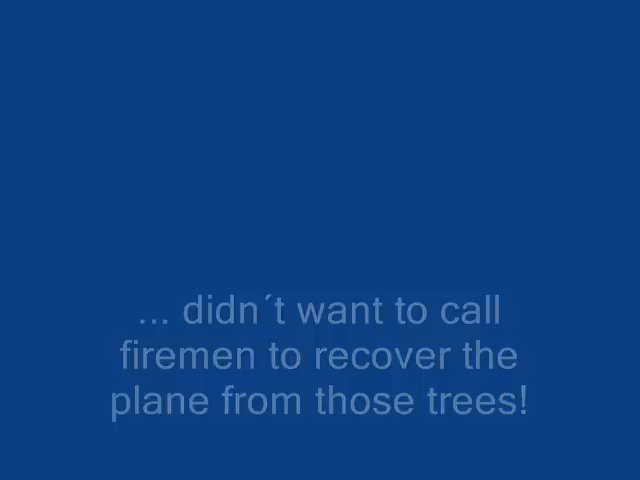 ... didn´t want to call
firemen to recover the
plane from those trees!